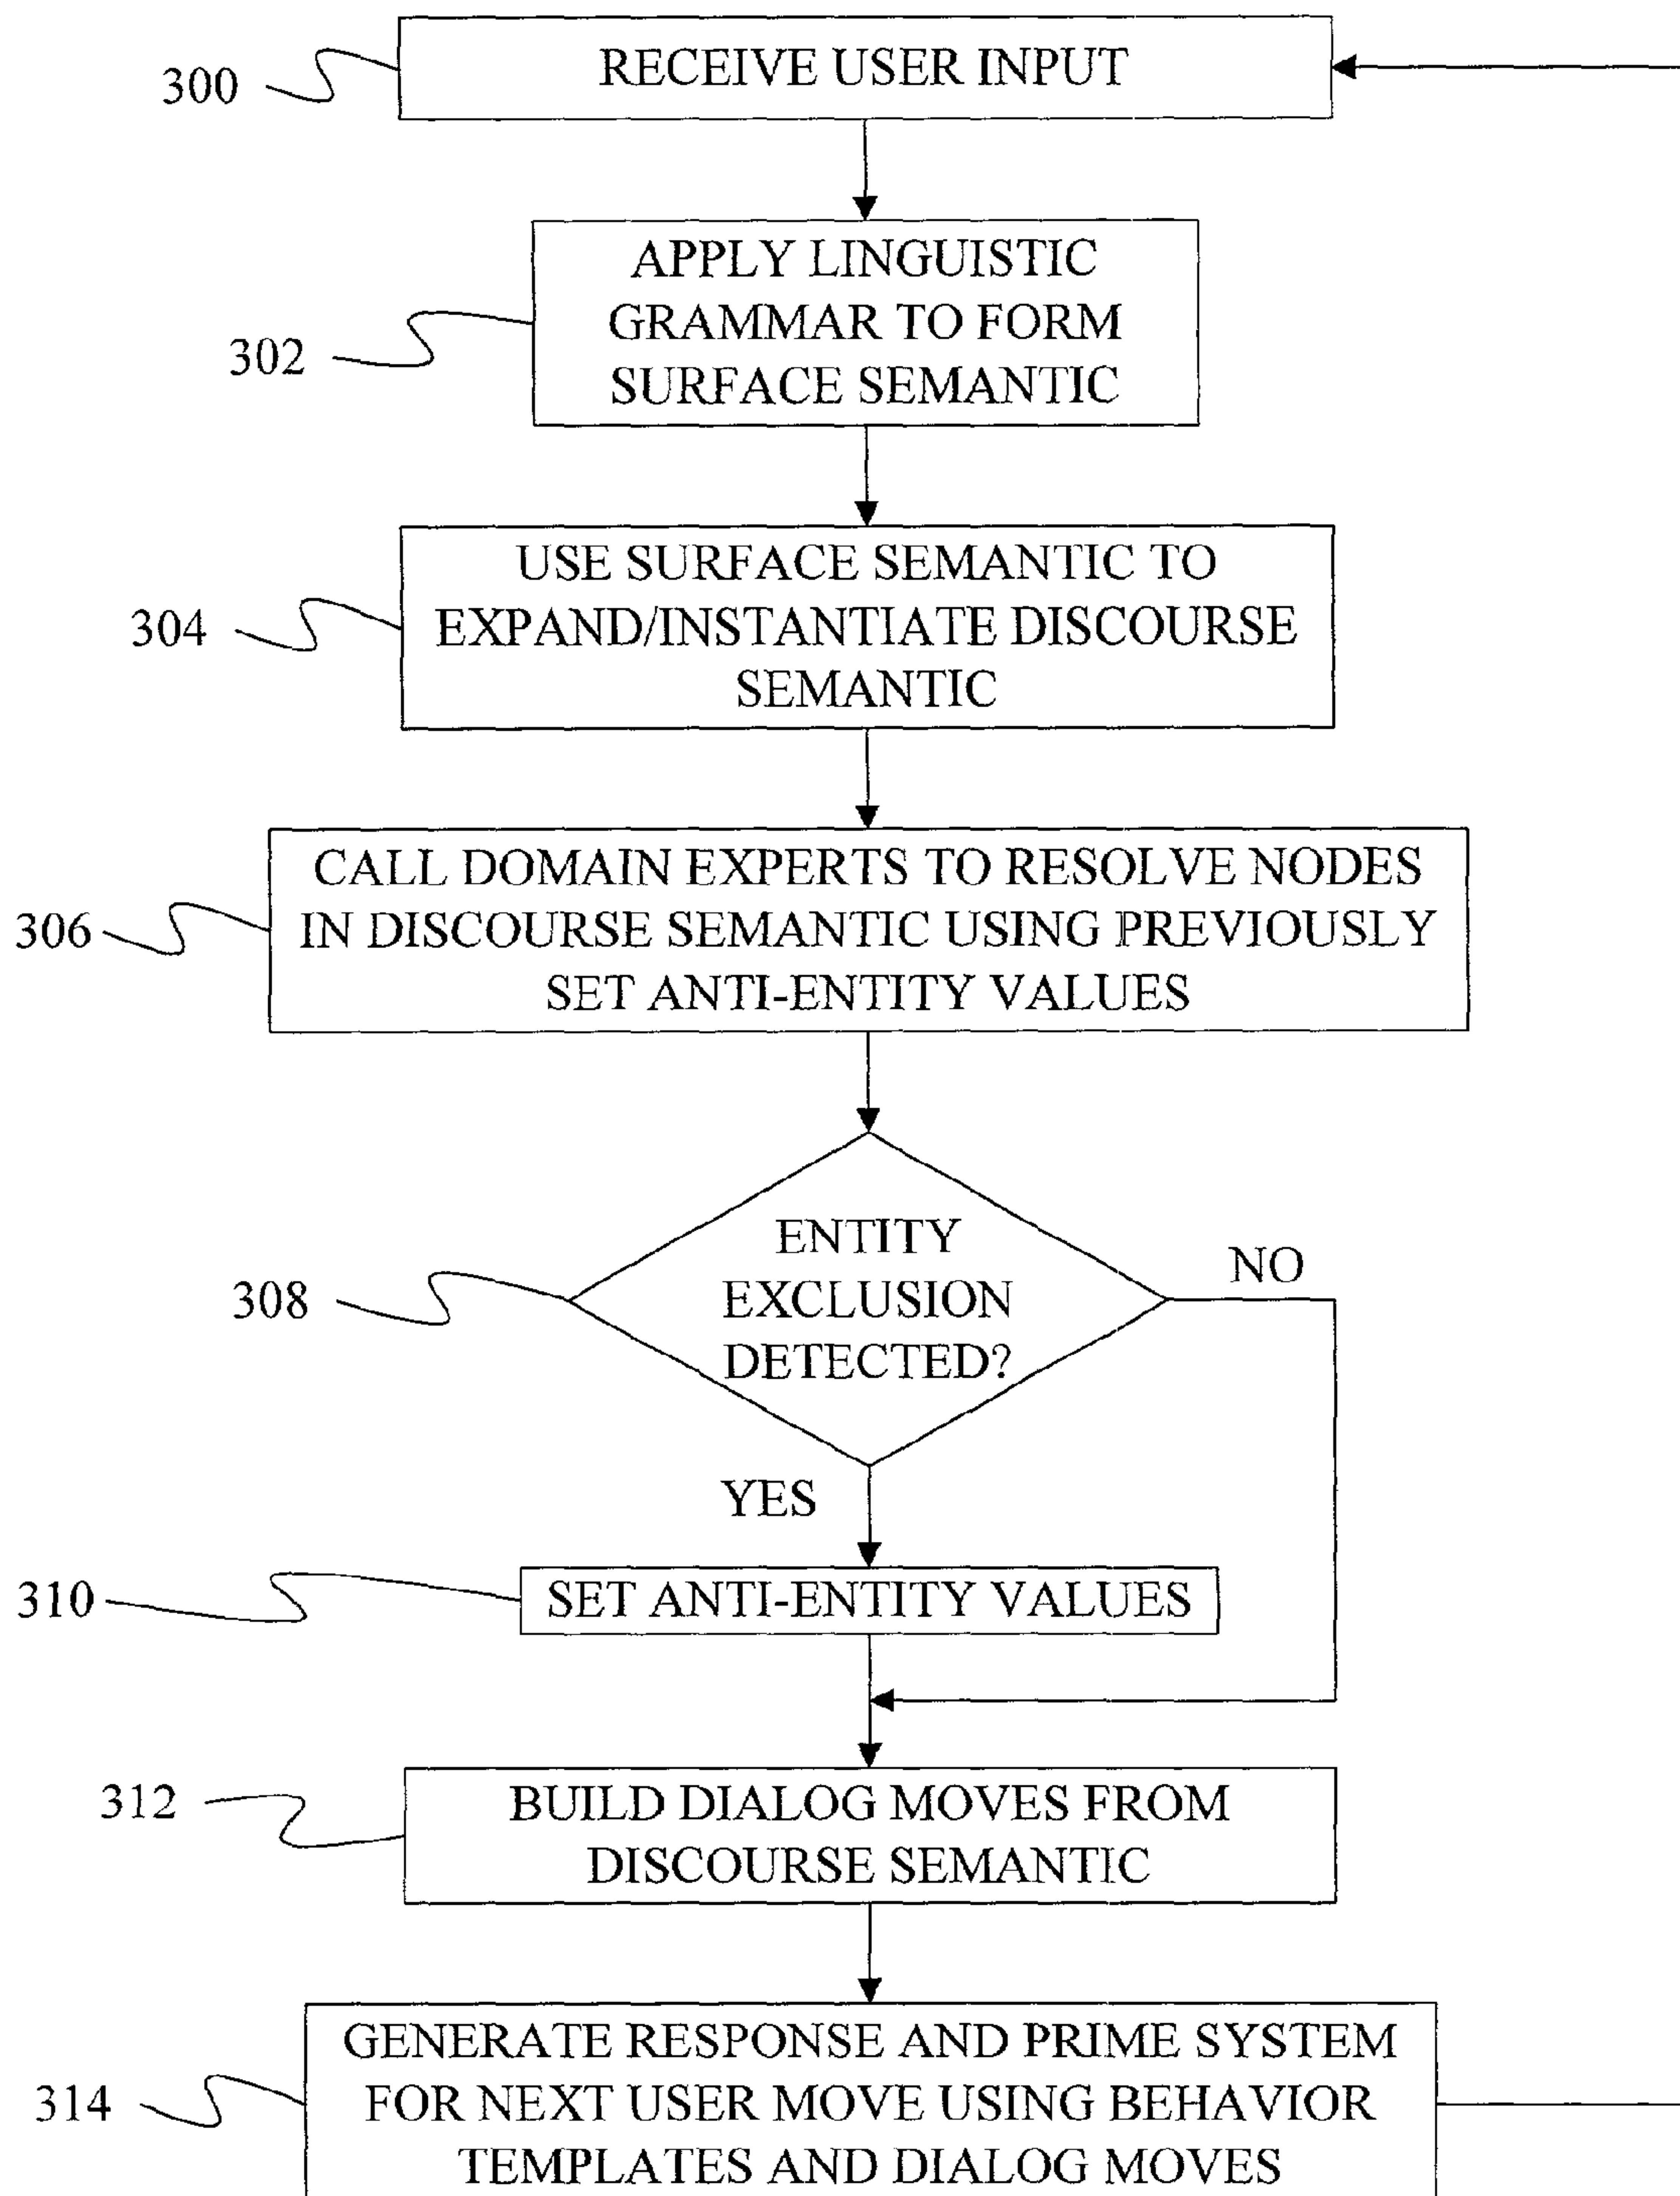 300
RECEIVE USER INPUT
302
APPLY LINGUISTIC
GRAMMAR TO FORM
SURFACE SEMANTIC
304
USE SURFACE SEMANTIC TO
EXPAND/INSTANTIATE DISCOURSE
SEMANTIC
306
CALL DOMAIN EXPERTS TO RESOLVE NODES
IN DISCOURSE SEMANTIC USING PREVIOUSLY
SET ANTI-ENTITY VALUES
308
ENTITY
EXCLUSION
DETECTED?
NO
YES
310
SET ANTI-ENTITY VALUES
312
BUILD DIALOG MOVES FROM
DISCOURSE SEMANTIC
314
GENERATE RESPONSE AND PRIME SYSTEM
FOR NEXT USER MOVE USING BEHAVIOR
TEMPLATES AND DIALOG MOVES